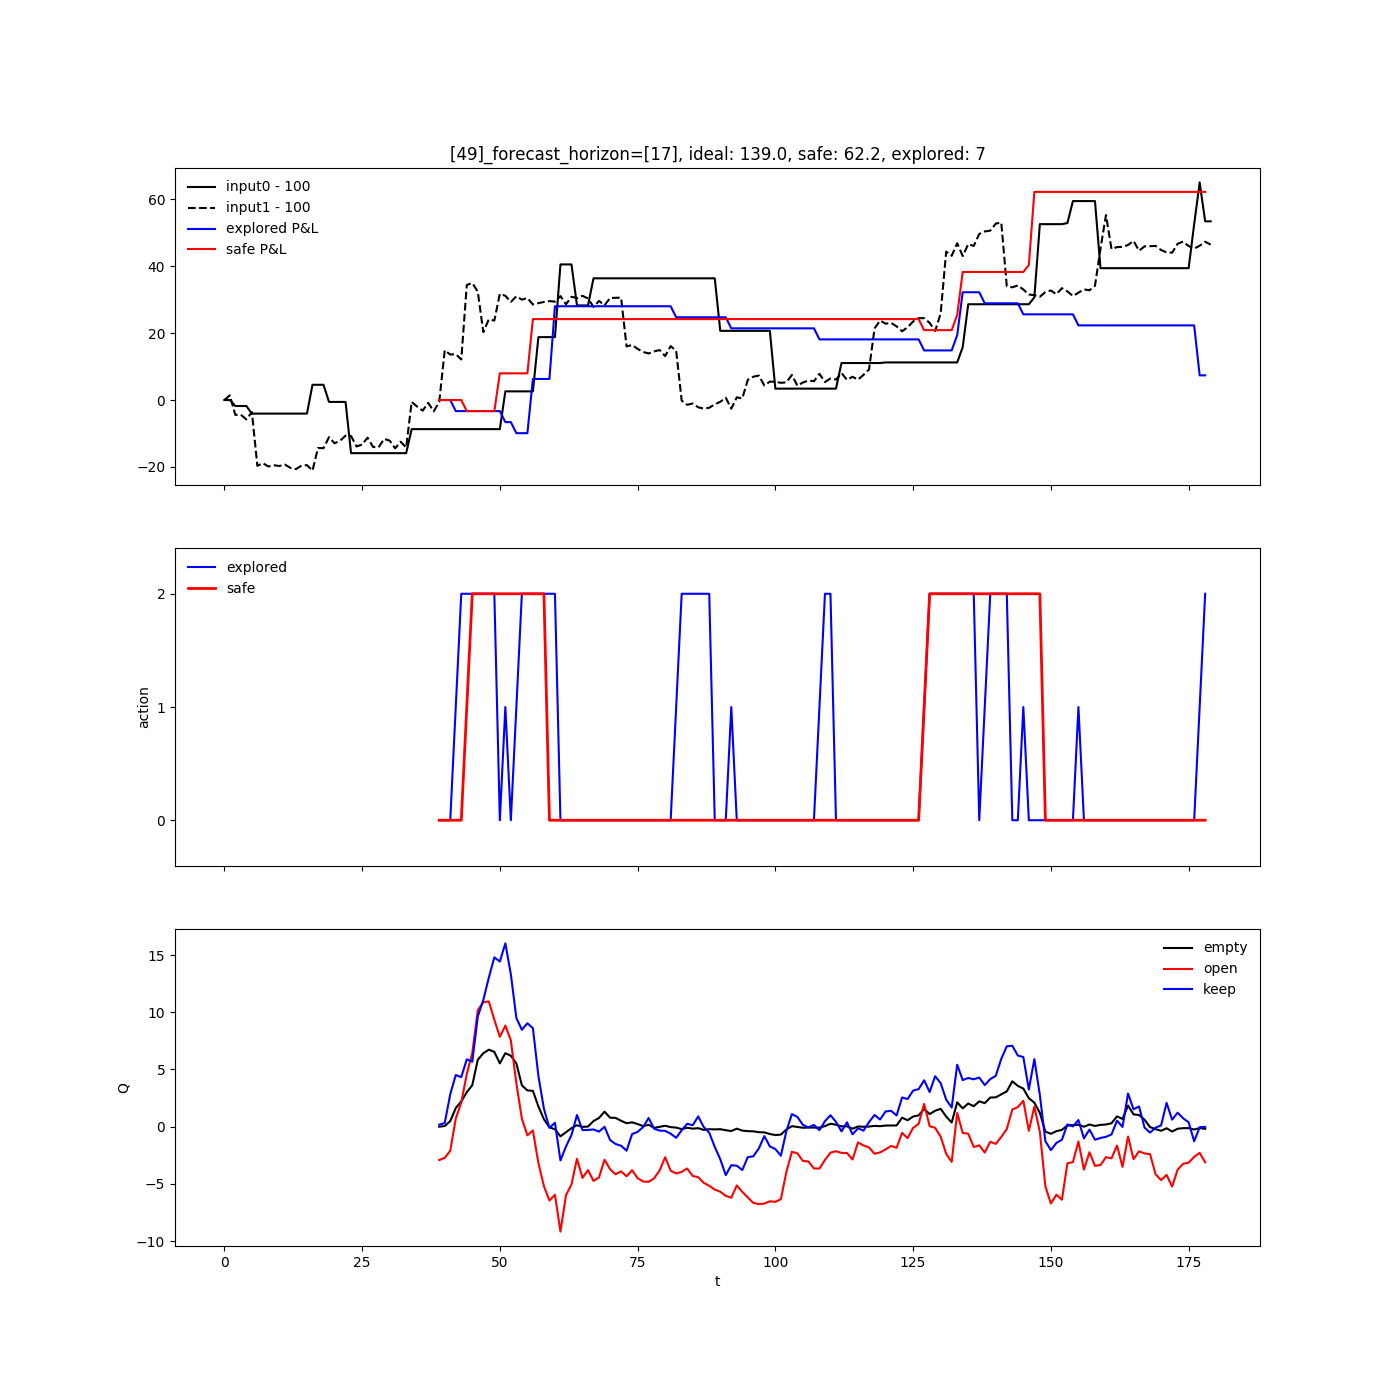 [49]_forecast_horizon=[17], ideal: 139.0, safe: 62.2, explored: 7
input0 - 100
input1 - 100
explored P&L
safe P&L
60
40
20
0
−20
explored
safe
2
1
0
action
empty
open
keep
15
10
5
0
−5
−10
Q
0 25 50 75 100 125 150 175
t